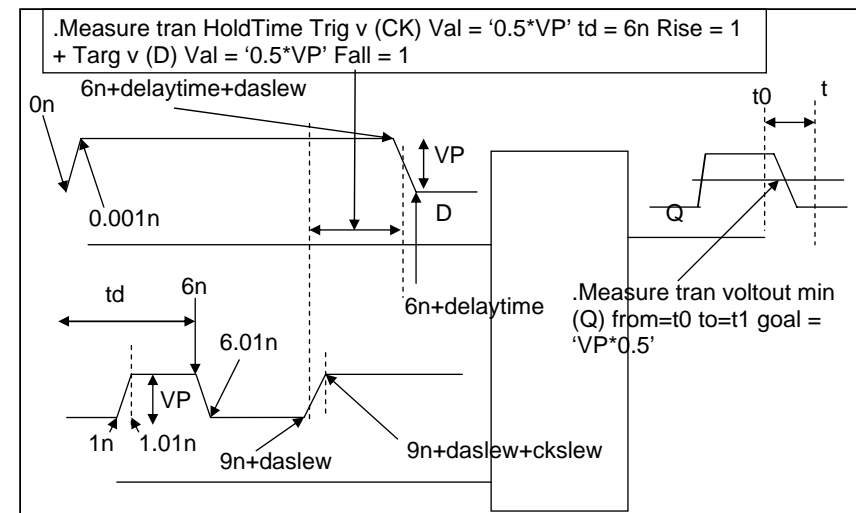 .Measure tran HoldTime Trig v (CK) Val = ‘0.5*VP’ td = 6n Rise = 1
+ Targ v (D) Val = ‘0.5*VP’ Fall = 1
6n+delaytime+daslew
0n
t0
t
VP
0.001n
D
Q
td
6n
6n+delaytime
.Measure tran voltout min
(Q) from=t0 to=t1 goal =
‘VP*0.5’
6.01n
VP
1n
1.01n
9n+daslew
9n+daslew+ckslew